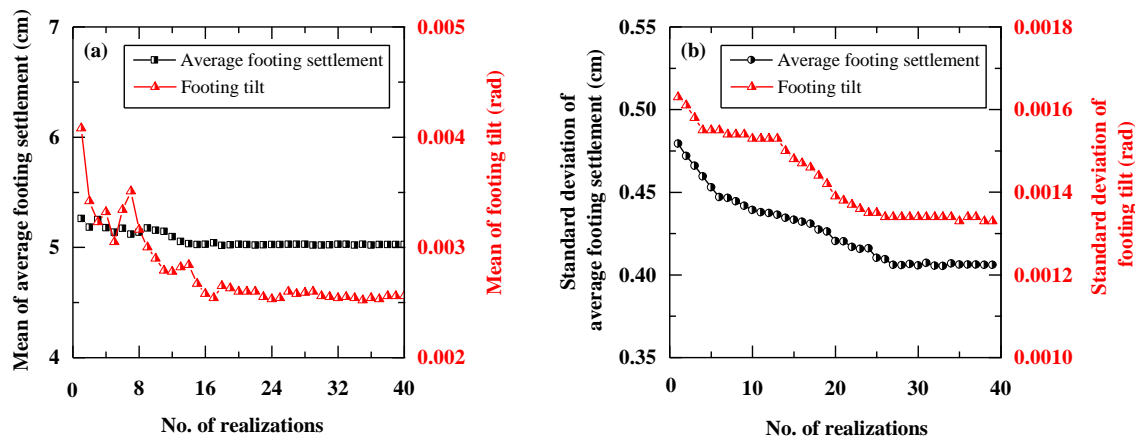 (a)
Average footing settlement
Footing tilt
Mean of average footing settlement (cm)
7
6
5
4
Mean of footing tilt (rad)
0.005
0.004
0.003
0.002
0
8
16
24
32
40
No. of realizations
(b)
Average footing settlement
Footing tilt
Standard deviation of
average footing settlement (cm)
0.55
0.50
0.45
0.40
0.35
Standard deviation of
footing tilt (rad)
0.0018
0.0016
0.0014
0.0012
0.0010
0
10
20
30
40
No. of realizations